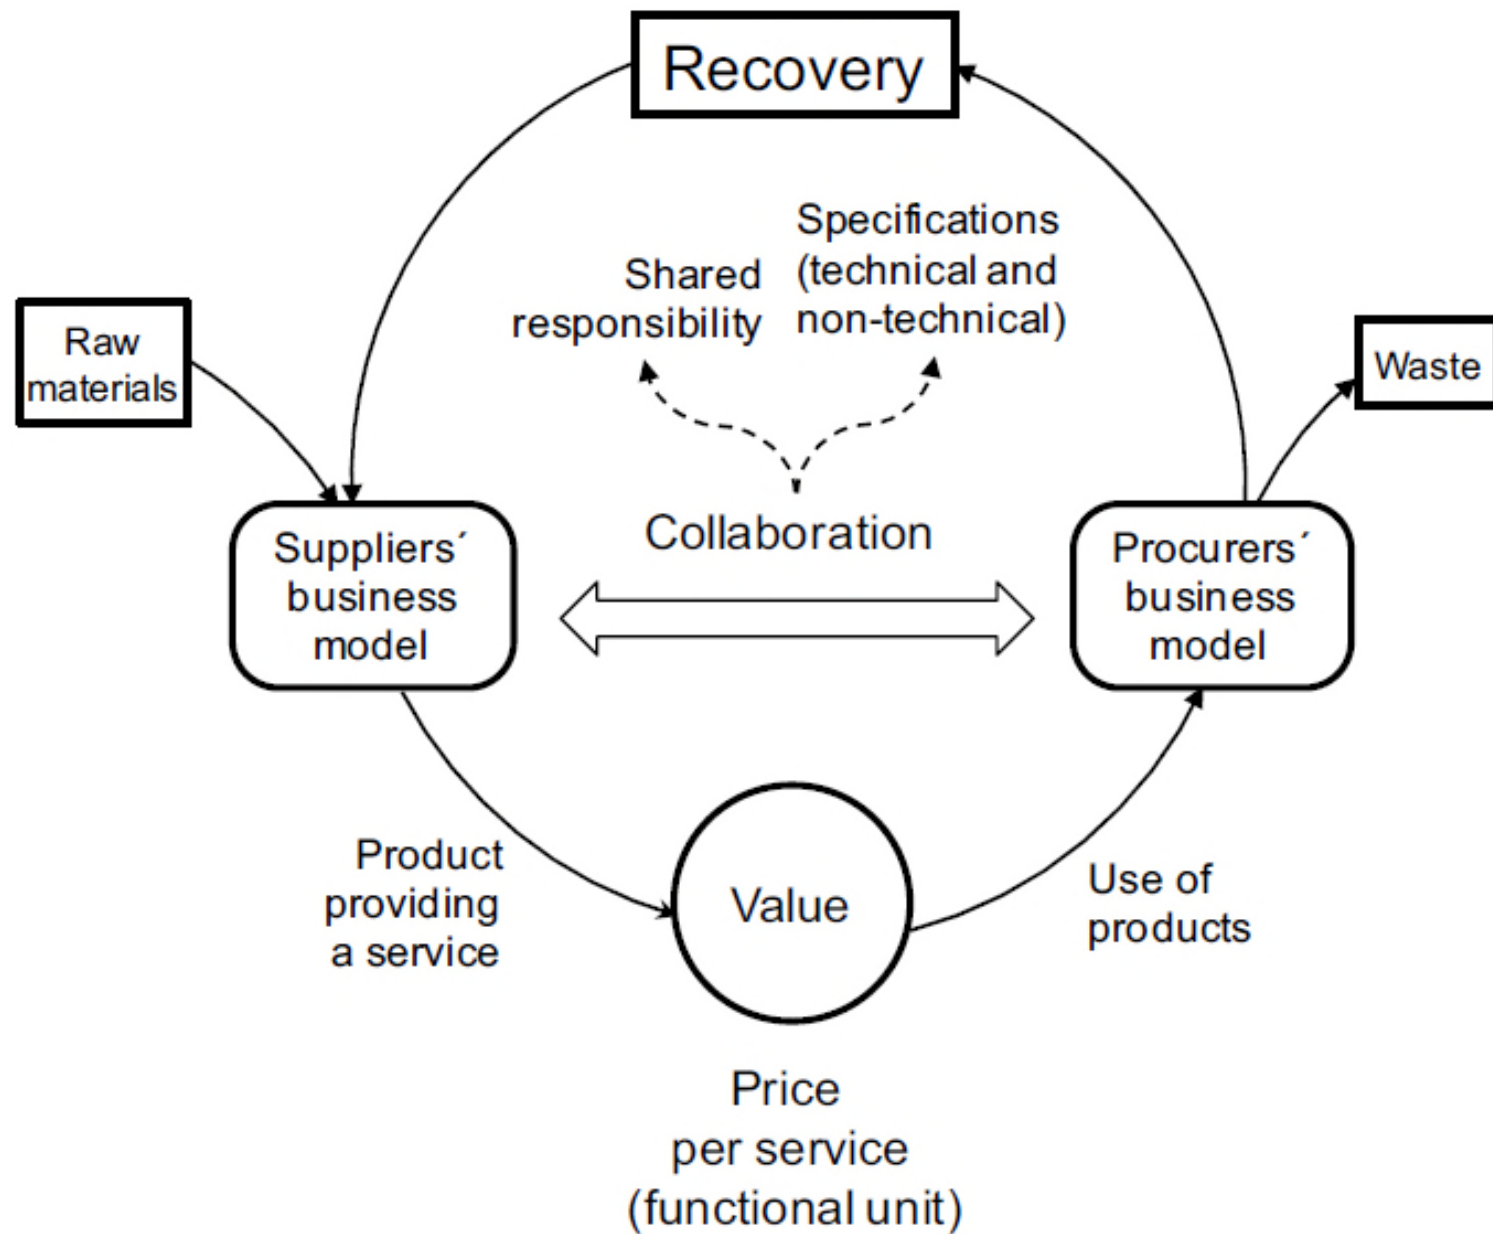 Recovery
Specifications
(technical and
non-technical)
Shared
responsibility
Raw
materials
Waste
Collaboration
Suppliers´
business
model
Procurers´
business
model
Product
providing
a service
Value
Use of
products
Price
per service
(functional unit)